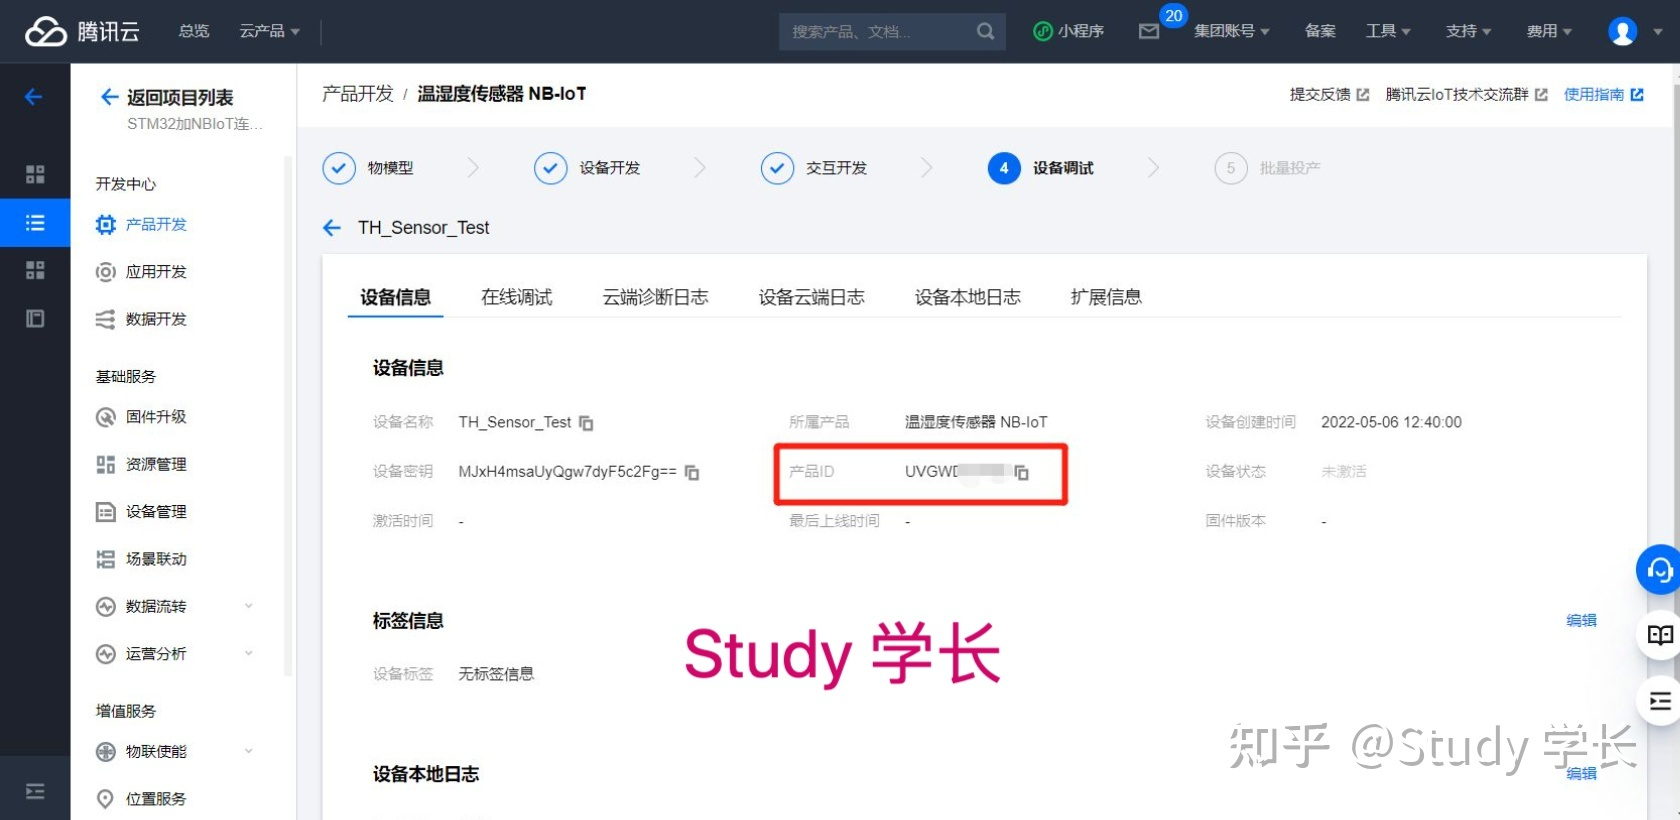 腾讯云 总览 云产品 搜索产品、文档... 小程序 20 集团账号 备案 工具 支持 费用
返回项目列表
STM32加NBIoT连...
开发中心
产品开发
应用开发
数据开发
基础服务
固件升级
资源管理
设备管理
场景联动
数据流转
运营分析
增值服务
物联使能
位置服务
产品开发 / 温湿度传感器 NB-IoT
提交反馈 腾讯云IoT技术交流群 使用指南
物模型 设备开发 交互开发 4 设备调试 5 批量投产
TH_Sensor_Test
设备信息 在线调试 云端诊断日志 设备云端日志 设备本地日志 扩展信息
设备信息
设备名称 TH_Sensor_Test 所属产品 温湿度传感器 NB-IoT 设备创建时间 2022-05-06 12:40:00
设备密钥 MJxH4msaUyQgw7dyF5c2Fg== 产品ID UVGWD 设备状态 未激活
激活时间 - 最后上线时间 - 固件版本 -
标签信息 编辑
设备标签 无标签信息
Study 学长
设备本地日志 编辑
知乎 @Study 学长